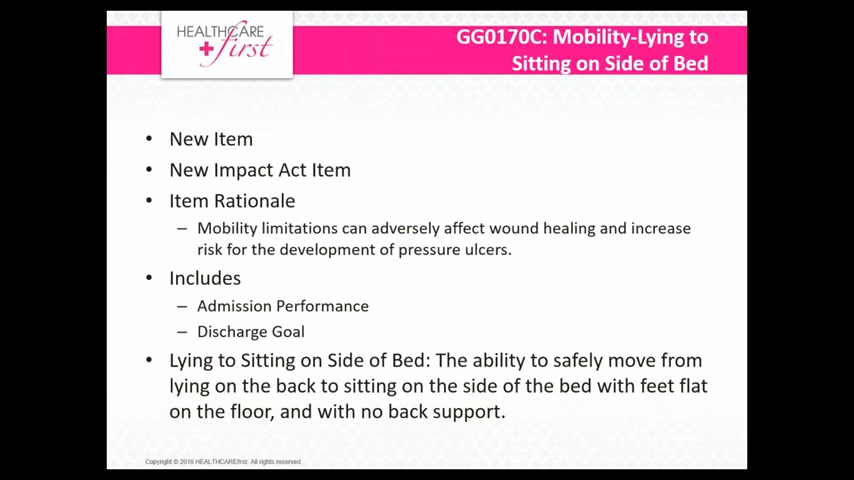 HEALTHCARE
first
GG0170C: Mobility-Lying to
Sitting on Side of Bed
• New Item
• New Impact Act Item
• Item Rationale
– Mobility limitations can adversely affect wound healing and increase
risk for the development of pressure ulcers.
• Includes
– Admission Performance
– Discharge Goal
• Lying to Sitting on Side of Bed: The ability to safely move from
lying on the back to sitting on the side of the bed with feet flat
on the floor, and with no back support.
Copyright © 2016 HEALTHCAREfirst. All rights reserved.